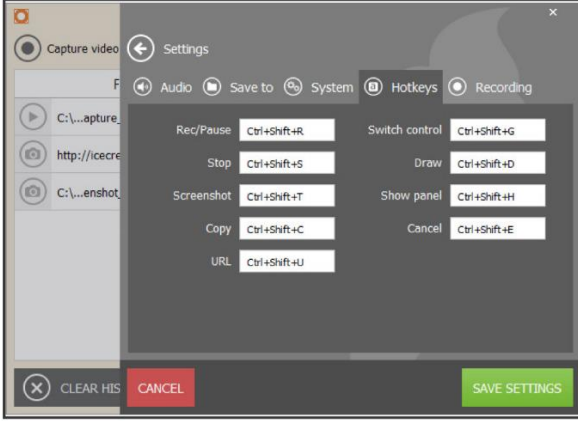 ×
Capture video
Settings
F
Audio Save to System Hotkeys Recording
C:\...apture_
http://icecre
C:\...enshot_
Rec/Pause Ctrl+Shift+R Switch control Ctrl+Shift+G
Stop Ctrl+Shift+S Draw Ctrl+Shift+D
Screenshot Ctrl+Shift+T Show panel Ctrl+Shift+H
Copy Ctrl+Shift+C Cancel Ctrl+Shift+E
URL Ctrl+Shift+U
CLEAR HIS CANCEL SAVE SETTINGS